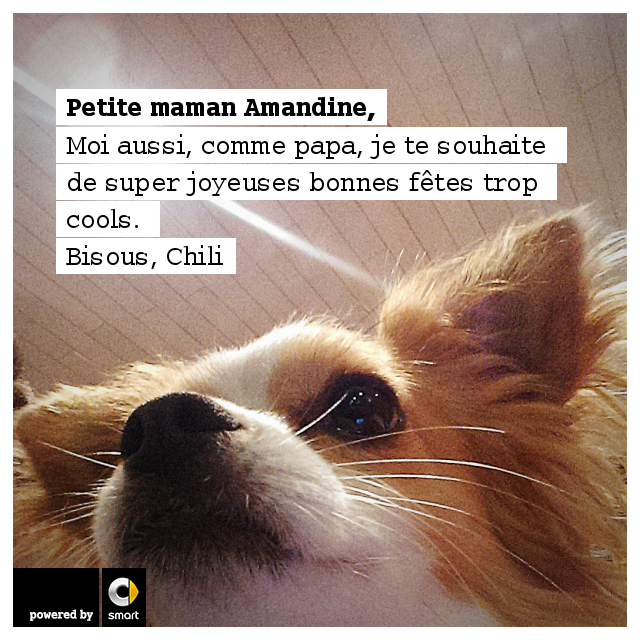 Petite maman Amandine,
Moi aussi, comme papa, je te souhaite
de super joyeuses bonnes fêtes trop
cools.
Bisous, Chili
powered by
smart